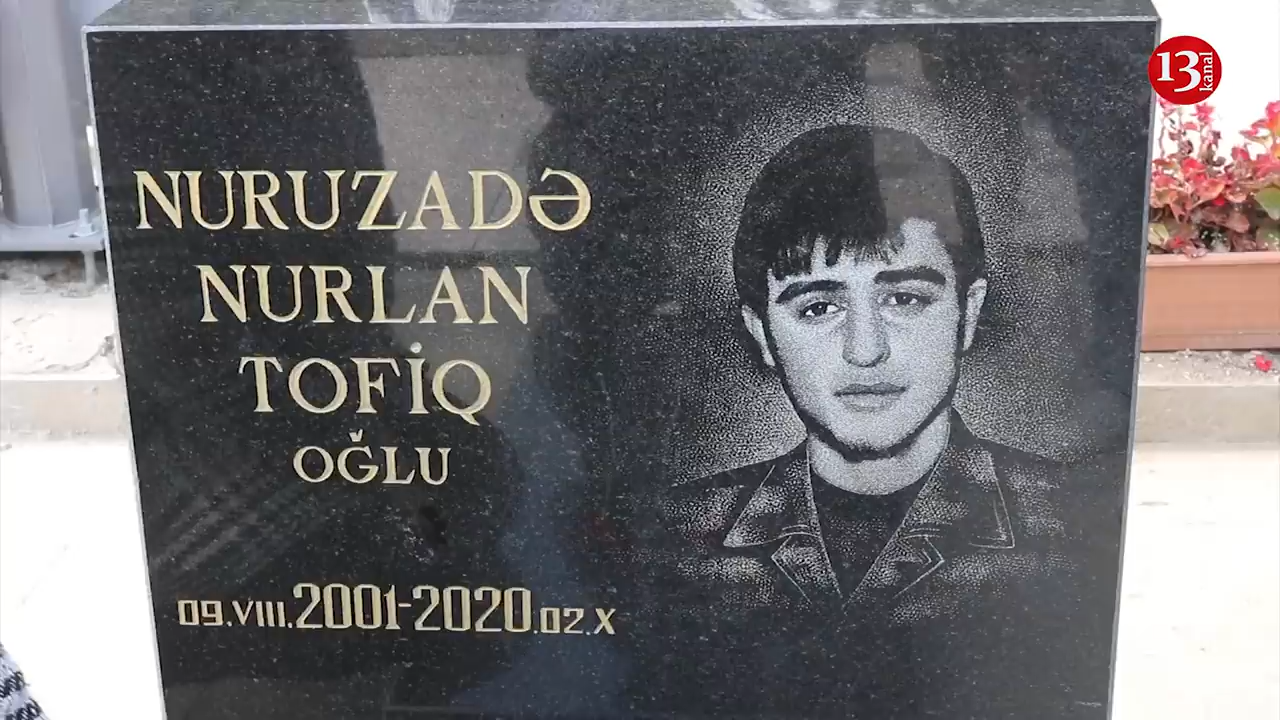 NURUZADƏ
NURLAN
TOFİQ
OĞLU
09.VIII.2001-2020.02.X
13 kanal